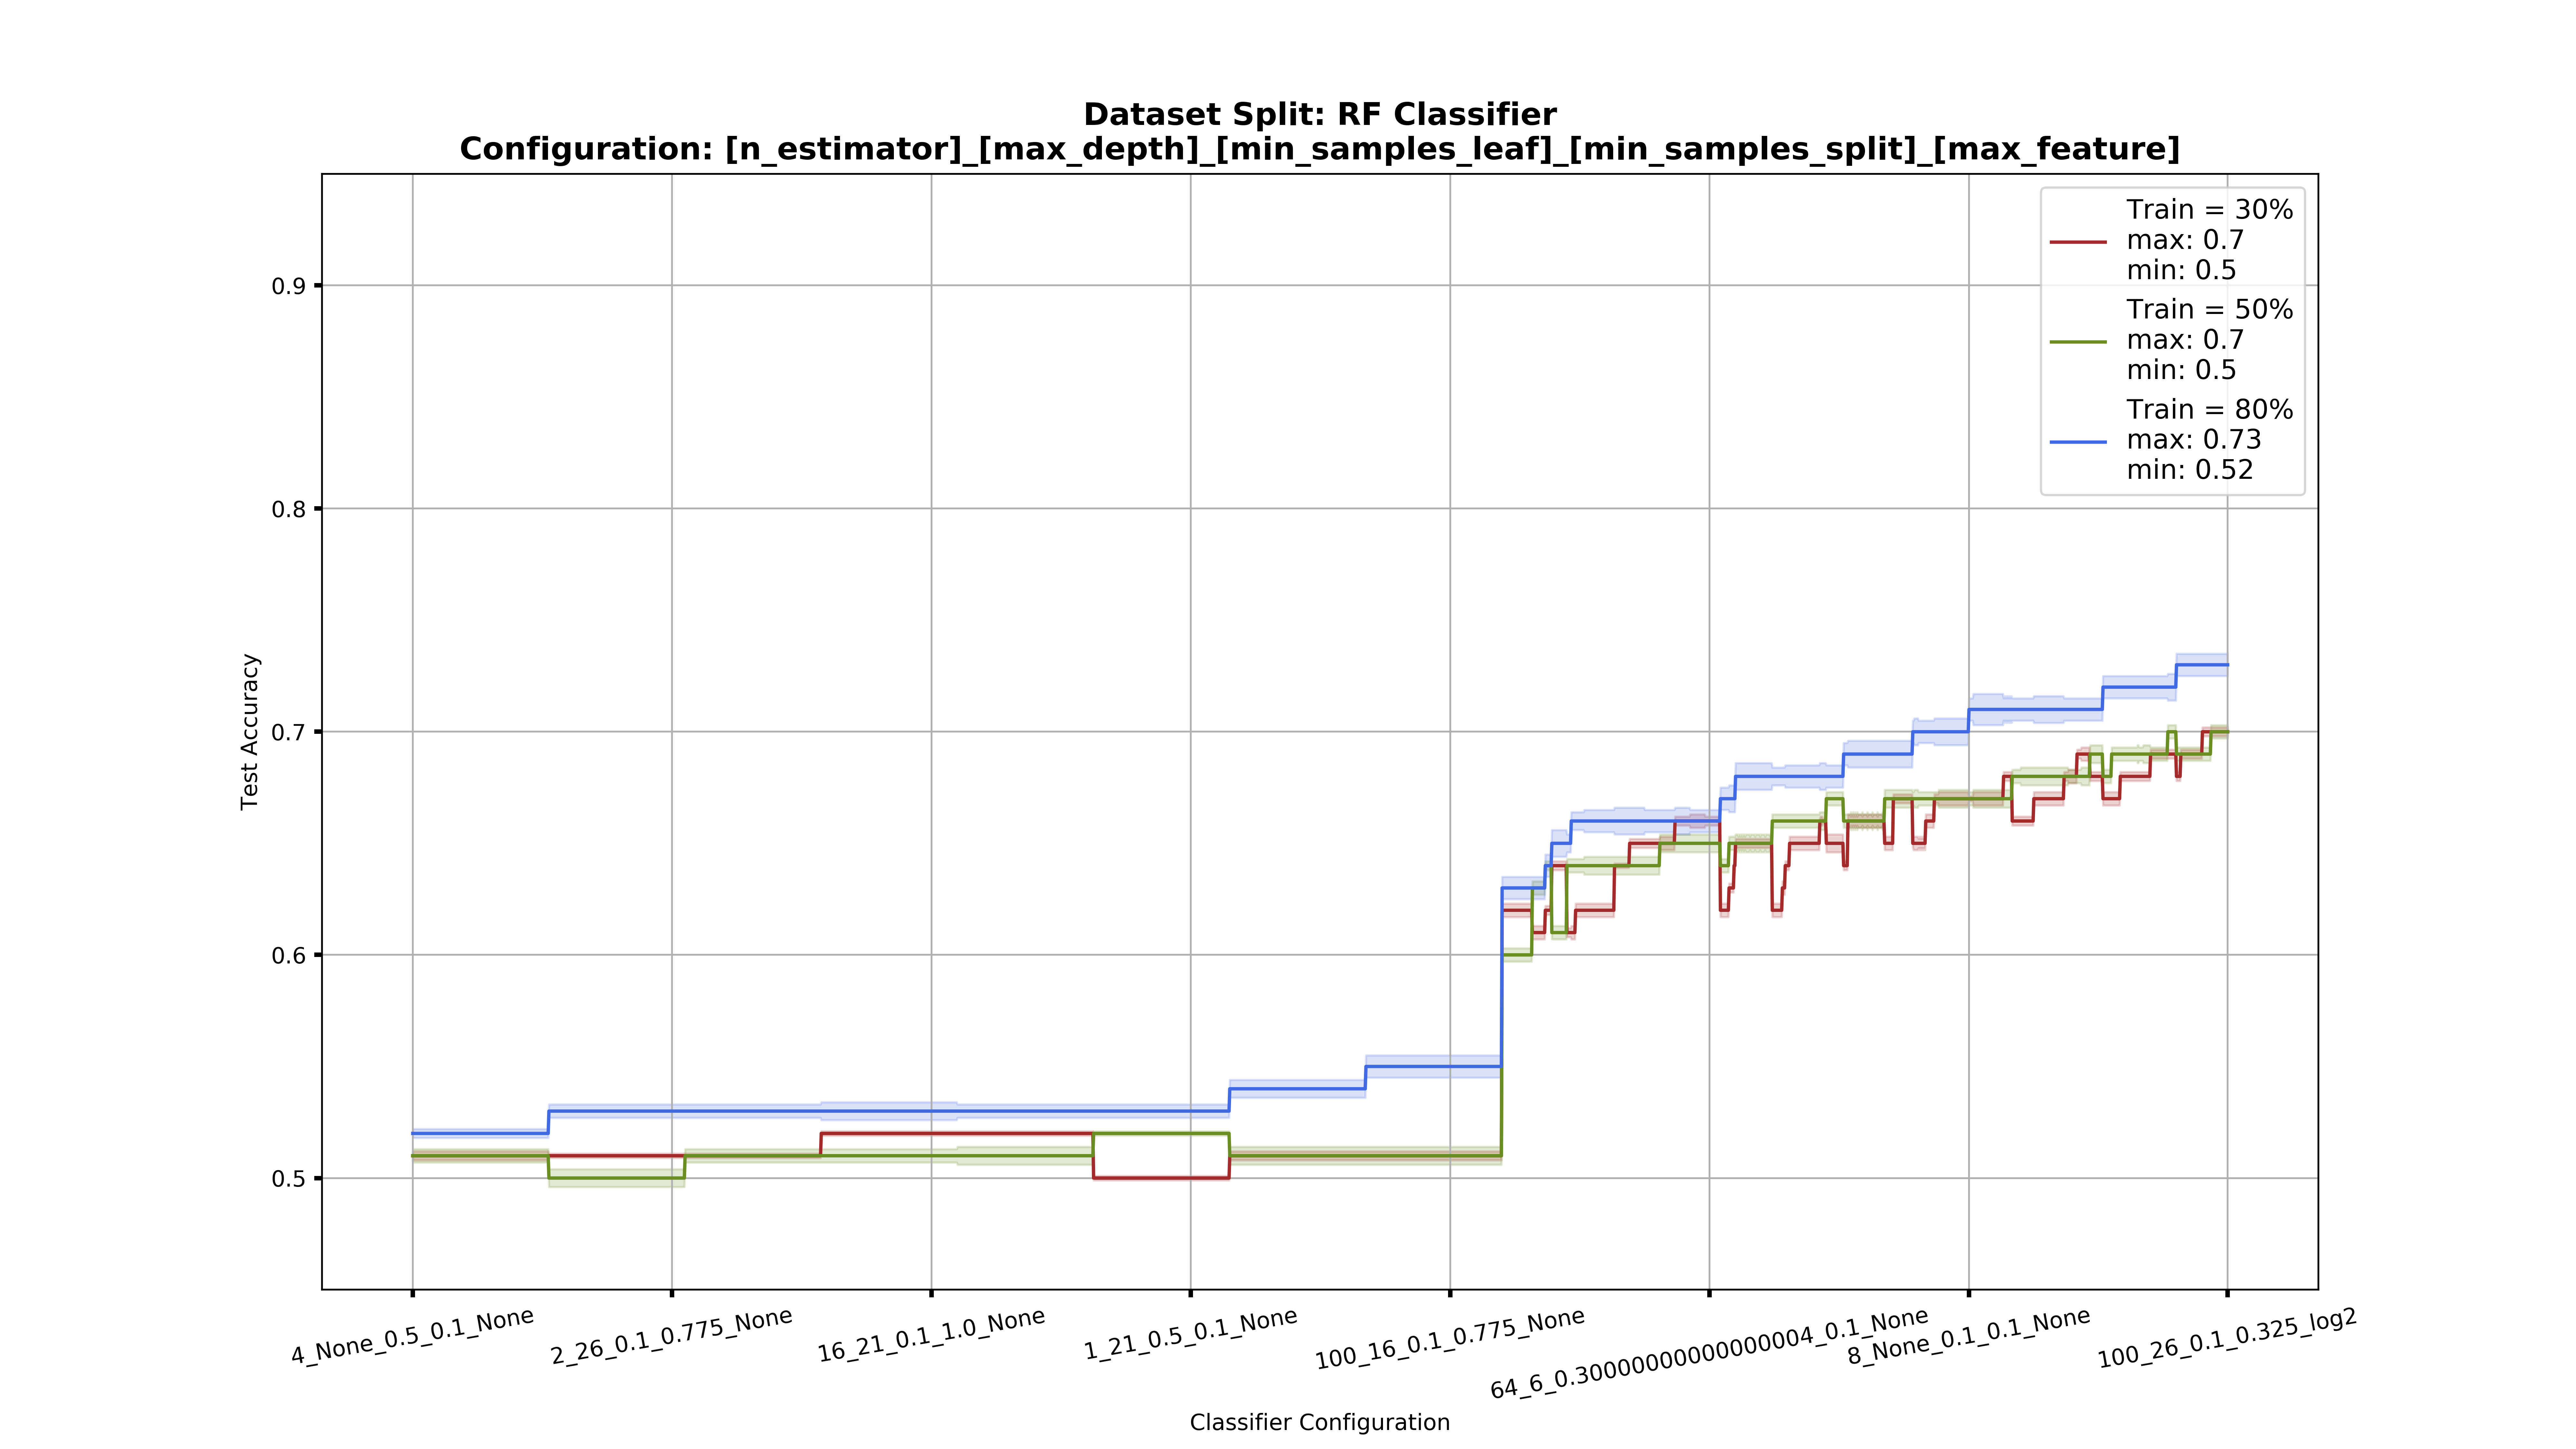 Dataset Split: RF Classifier
Configuration: [n_estimator]_[max_depth]_[min_samples_leaf]_[min_samples_split]_[max_feature]
Train = 30%
max: 0.7
min: 0.5
Train = 50%
max: 0.7
min: 0.5
Train = 80%
max: 0.73
min: 0.52
0.9
0.8
0.7
0.6
0.5
Test Accuracy
4_None_0.5_0.1_None
2_26_0.1_0.775_None
16_21_0.1_1.0_None
1_21_0.5_0.1_None
100_16_0.1_0.775_None
64_6_0.30000000000000004_0.1_None
8_None_0.1_0.1_None
100_26_0.1_0.325_log2
Classifier Configuration